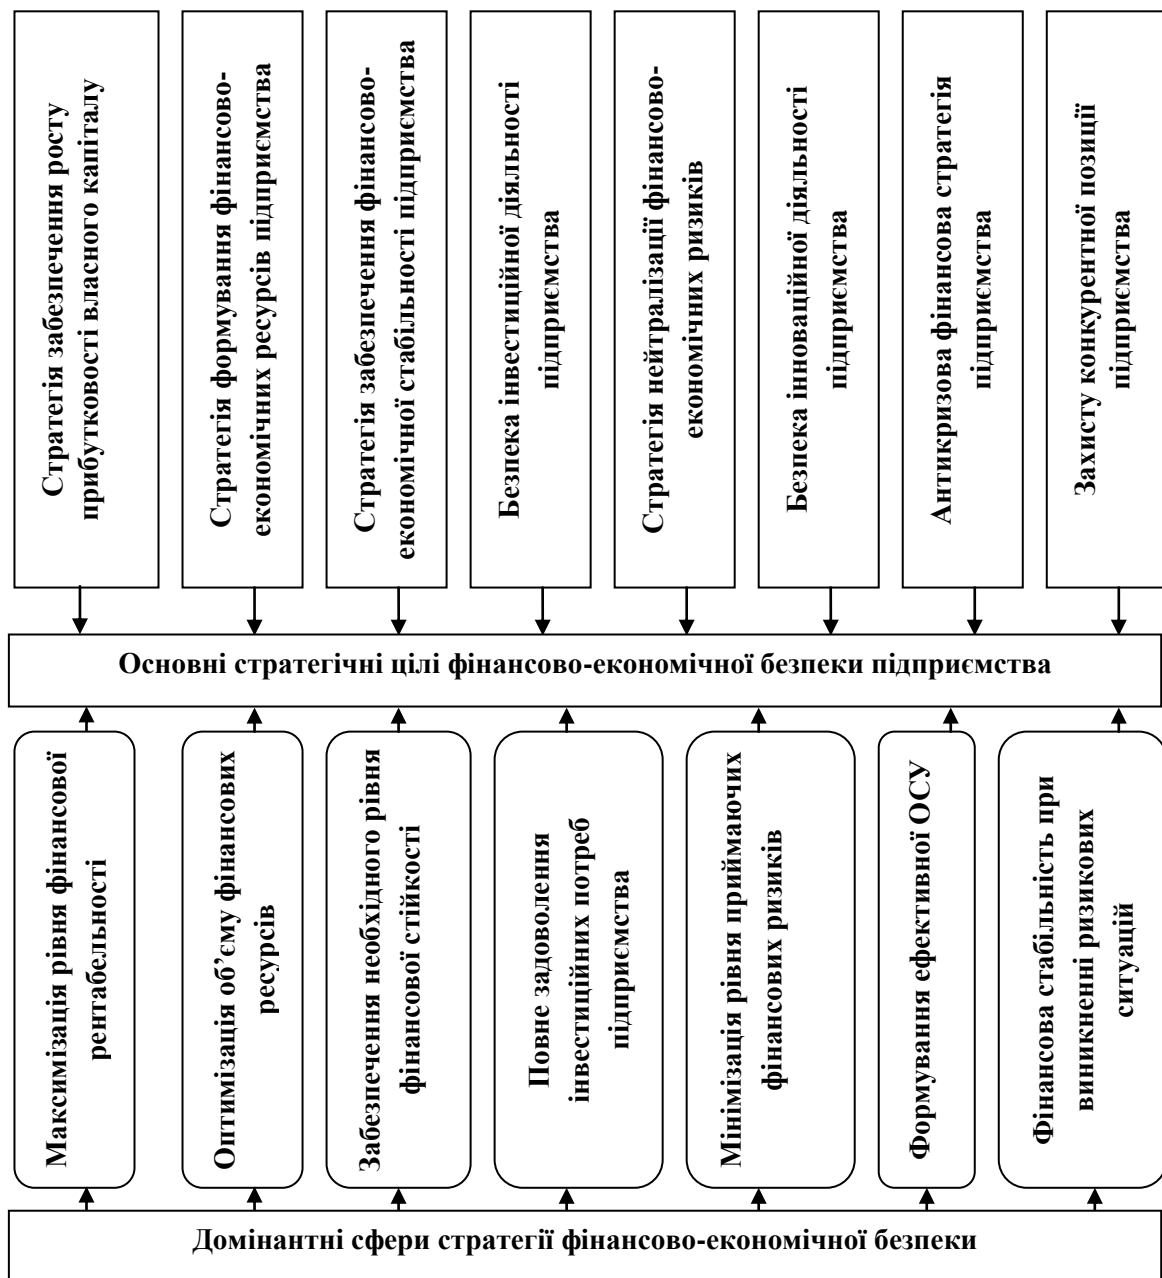 Стратегія забезпечення росту
прибутковості власного капіталу
Стратегія формування фінансово-
економічних ресурсів підприємства
Стратегія забезпечення фінансово-
економічної стабільності підприємства
Безпека інвестиційної діяльності
підприємства
Стратегія нейтралізації фінансово-
економічних ризиків
Безпека інноваційної діяльності
підприємства
Антикризова фінансова стратегія
підприємства
Захисту конкурентної позиції
підприємства
Основні стратегічні цілі фінансово-економічної безпеки підприємства
Максимізація рівня фінансової
рентабельності
Оптимізація об’єму фінансових
ресурсів
Забезпечення необхідного рівня
фінансової стійкості
Повне задоволення
інвестиційних потреб
підприємства
Мінімізація рівня приймаючих
фінансових ризиків
Формування ефективної ОСУ
Фінансова стабільність при
виникненні ризикових
ситуацій
Домінантні сфери стратегії фінансово-економічної безпеки